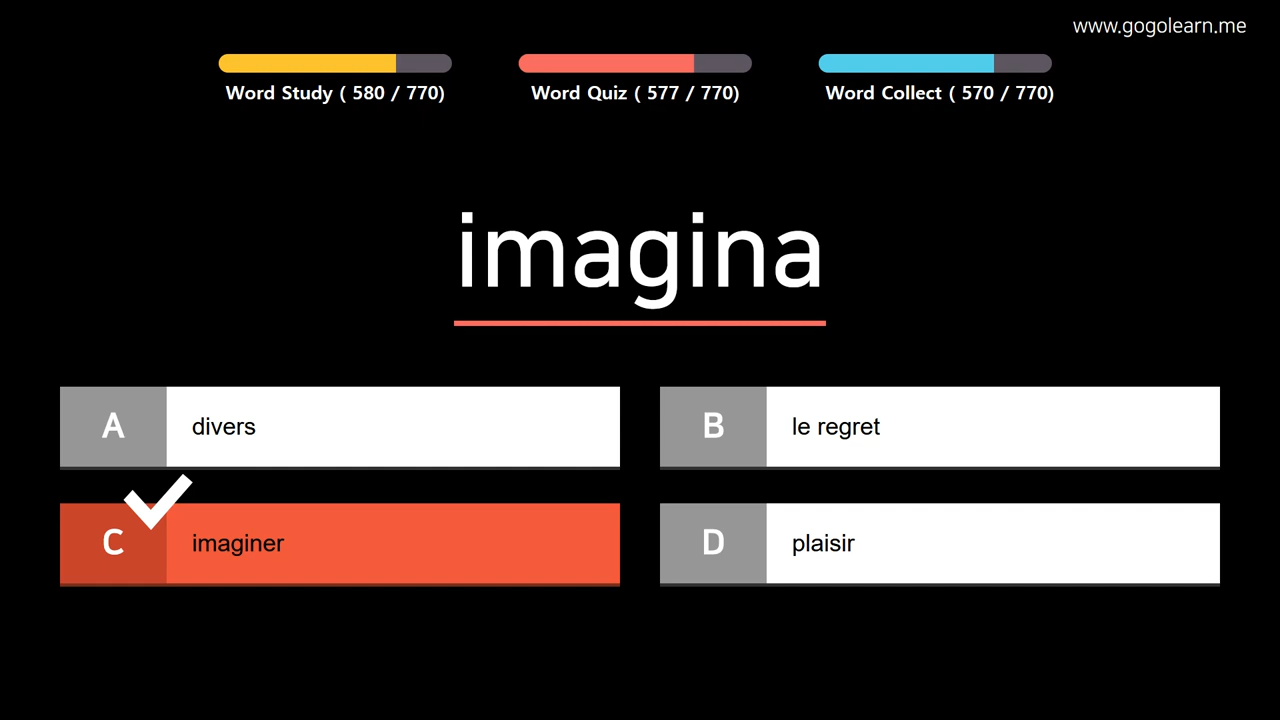 www.gogolearn.me
Word Study ( 580 / 770)
Word Quiz ( 577 / 770)
Word Collect ( 570 / 770)
imagina
A divers
B le regret
C imaginer
D plaisir